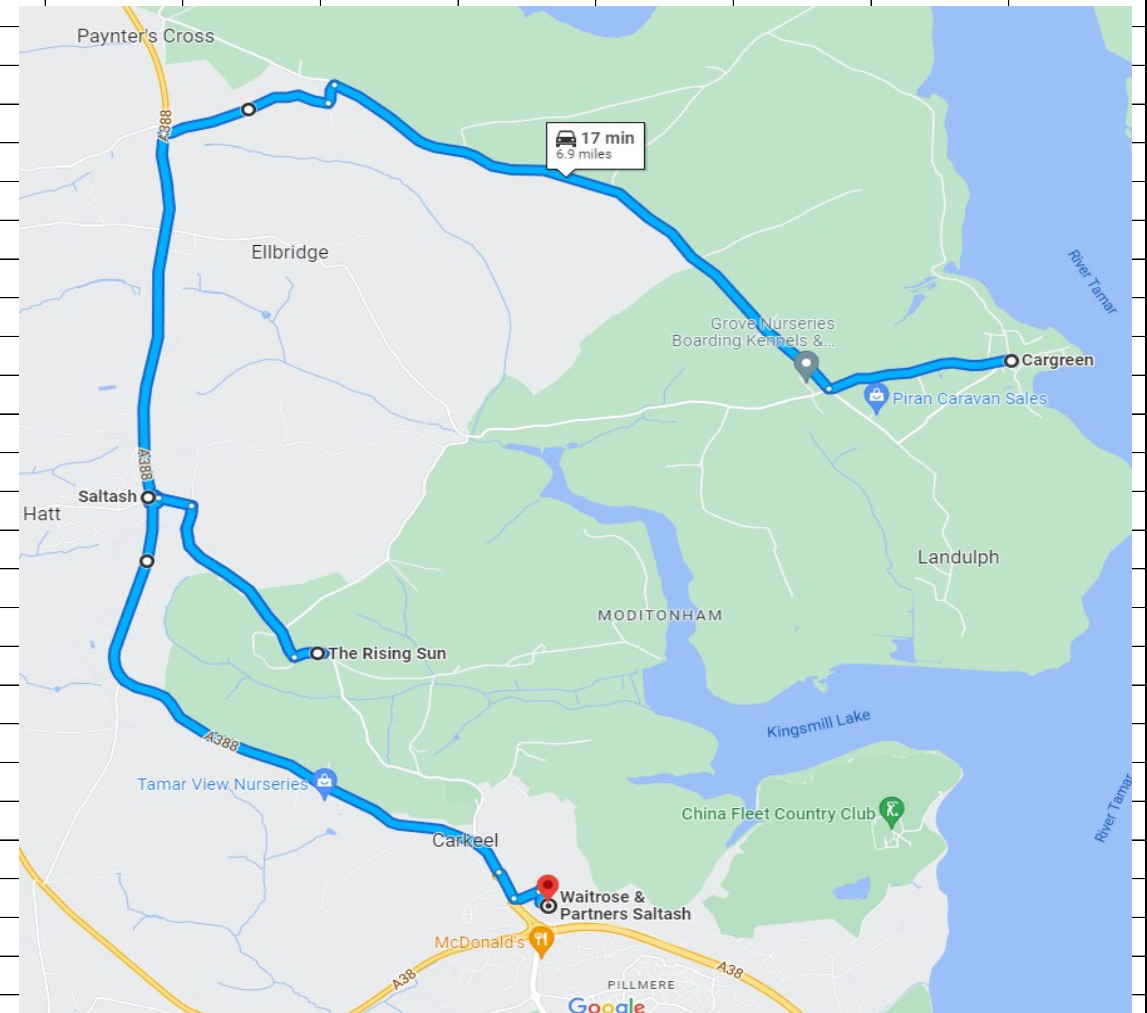 Paynter's Cross
A388
17 min
6.9 miles
Ellbridge
River Tamar
Grove Nurseries
Boarding Kennels &...
Cargreen
Piran Caravan Sales
A388
Saltash
Hatt
Landulph
MODITONHAM
The Rising Sun
Kingsmill Lake
A388
Tamar View Nurseries
River Tamar
China Fleet Country Club
Carkeel
Waitrose &
Partners Saltash
McDonald's
A38
A38
PILLMERE
Google